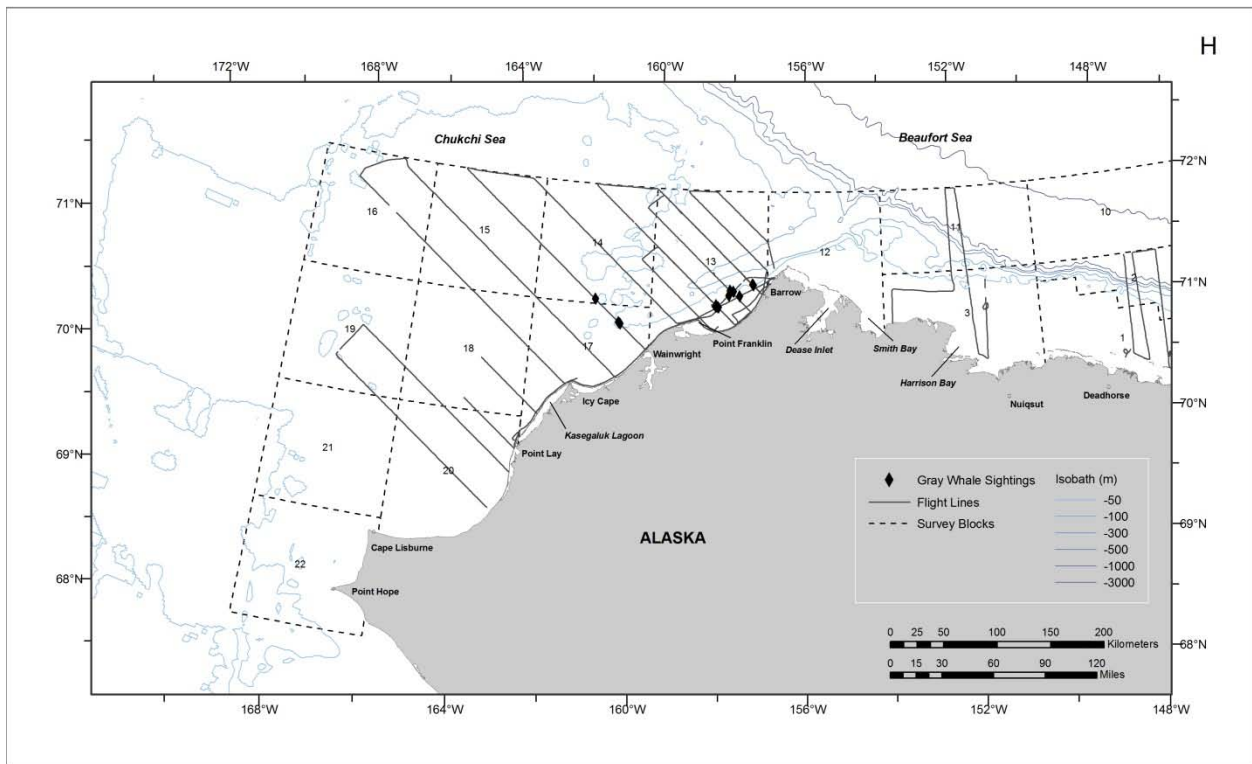 H
172°W 168°W 164°W 160°W 156°W 152°W 148°W
Chukchi Sea
Beaufort Sea
72°N
71°N
16
15
14
13
12
11
10
2
71°N
Barrow
70°N
19
18
17
3
1
Wainwright
Point Franklin
Dease Inlet
Smith Bay
Harrison Bay
Icy Cape
Kasegaluk Lagoon
Nuiqsut
Deadhorse
70°N
69°N
21
20
Point Lay
Gray Whale Sightings
Flight Lines
Survey Blocks
Isobath (m)
-50
-100
-300
-500
-1000
-3000
69°N
ALASKA
Cape Lisburne
68°N
22
Point Hope
0 25 50 100 150 200
Kilometers
0 15 30 60 90 120
Miles
68°N
168°W 164°W 160°W 156°W 152°W 148°W